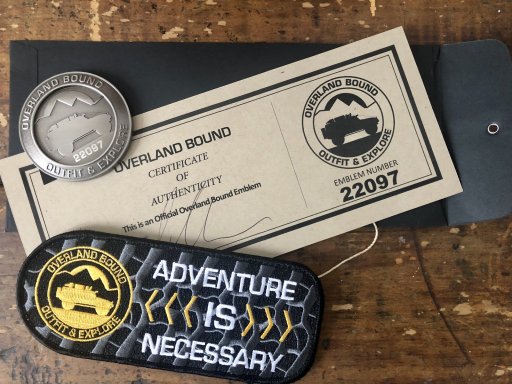 OVERLAND BOUND
22097
OUTFIT & EXPLORE
OVERLAND BOUND
CERTIFICATE
OF
AUTHENTICITY
This is an Official Overland Bound Emblem
OVERLAND BOUND
OUTFIT & EXPLORE
EMBLEM NUMBER
22097
OVERLAND BOUND
OUTFIT & EXPLORE
ADVENTURE
IS
NECESSARY